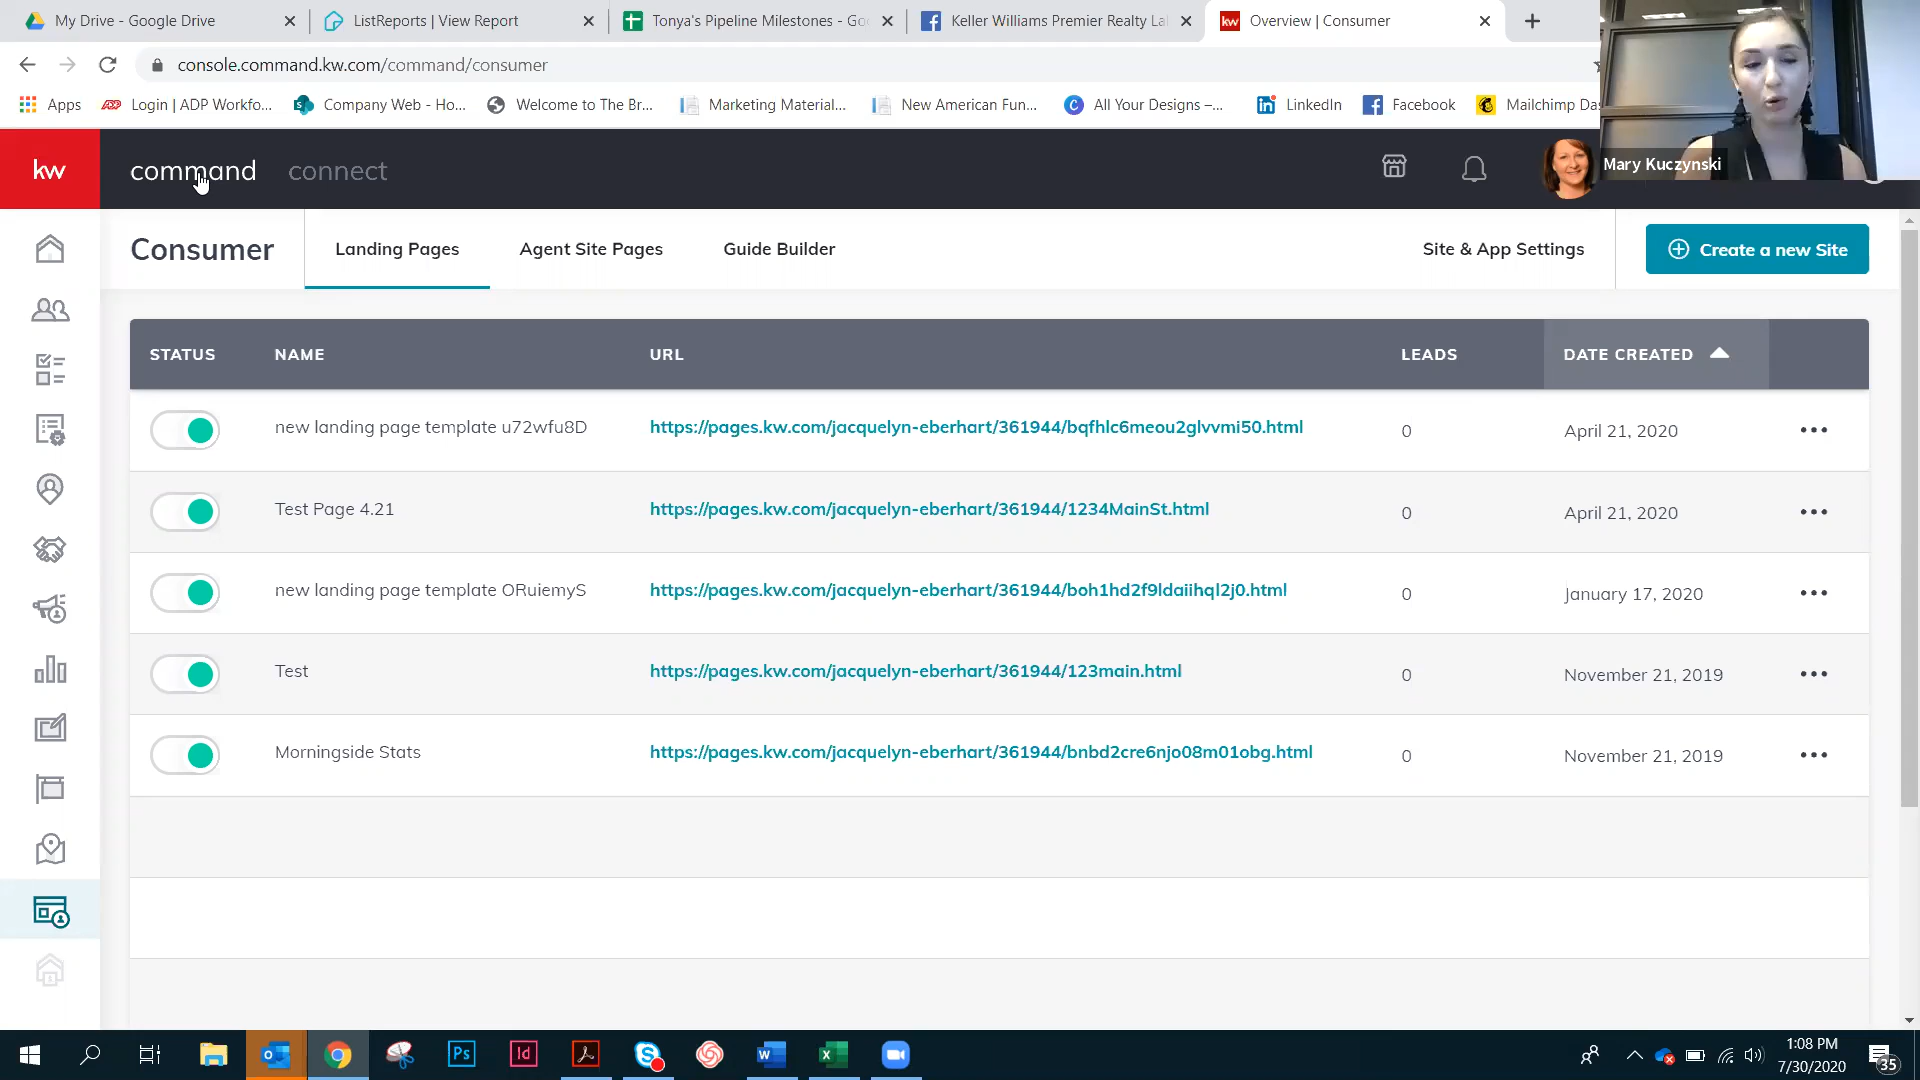 My Drive - Google Drive
ListReports | View Report
Tonya's Pipeline Milestones - Go
Keller Williams Premier Realty La
Overview | Consumer
console.command.kw.com/command/consumer
Apps
Login | ADP Workfo...
Company Web - Ho...
Welcome to The Br...
Marketing Material...
New American Fun...
All Your Designs –...
LinkedIn
Facebook
Mailchimp Das
kw
command
connect
Mary Kuczynski
Consumer
Landing Pages
Agent Site Pages
Guide Builder
Site & App Settings
Create a new Site
STATUS NAME URL LEADS DATE CREATED
new landing page template u72wfu8D https://pages.kw.com/jacquelyn-eberhart/361944/bqfhlc6meou2glvvmi50.html 0 April 21, 2020
Test Page 4.21 https://pages.kw.com/jacquelyn-eberhart/361944/1234MainSt.html 0 April 21, 2020
new landing page template ORuiemyS https://pages.kw.com/jacquelyn-eberhart/361944/boh1hd2f9ldaiihql2j0.html 0 January 17, 2020
Test https://pages.kw.com/jacquelyn-eberhart/361944/123main.html 0 November 21, 2019
Morningside Stats https://pages.kw.com/jacquelyn-eberhart/361944/bnbd2cre6njo08m01obg.html 0 November 21, 2019
1:08 PM
7/30/2020
35